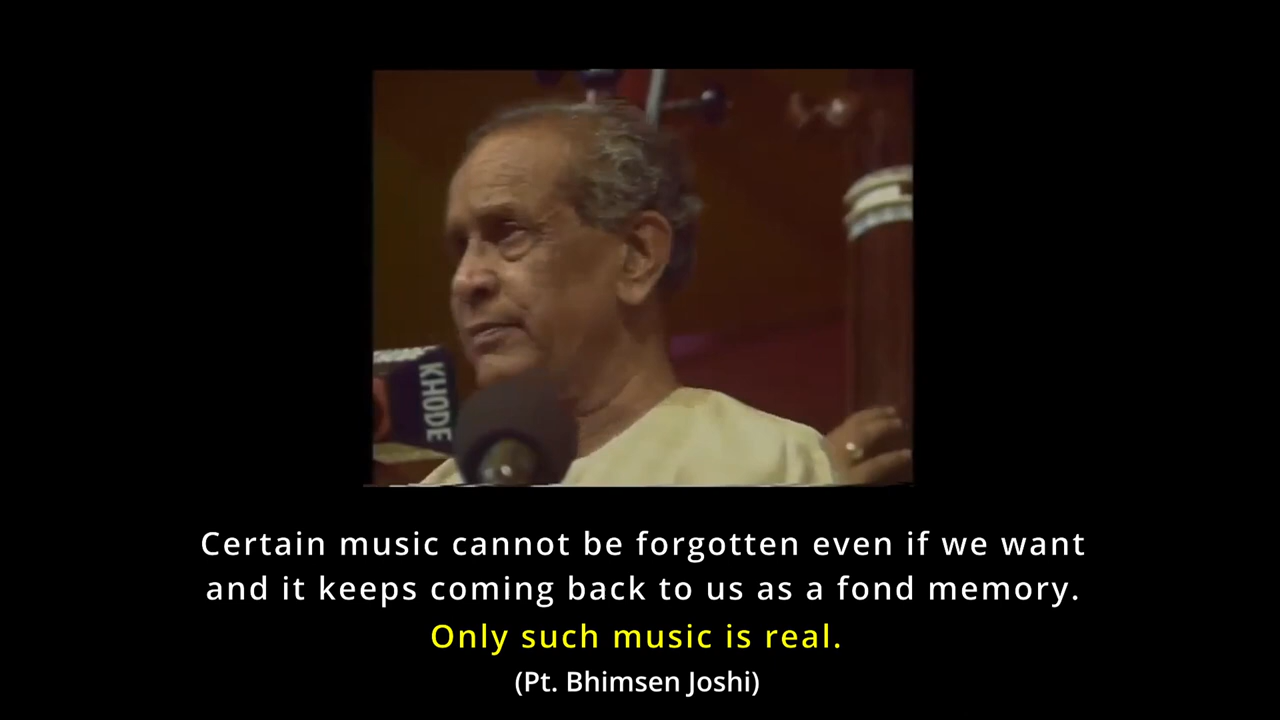 KHODE
Certain music cannot be forgotten even if we want
and it keeps coming back to us as a fond memory.
Only such music is real.
(Pt. Bhimsen Joshi)